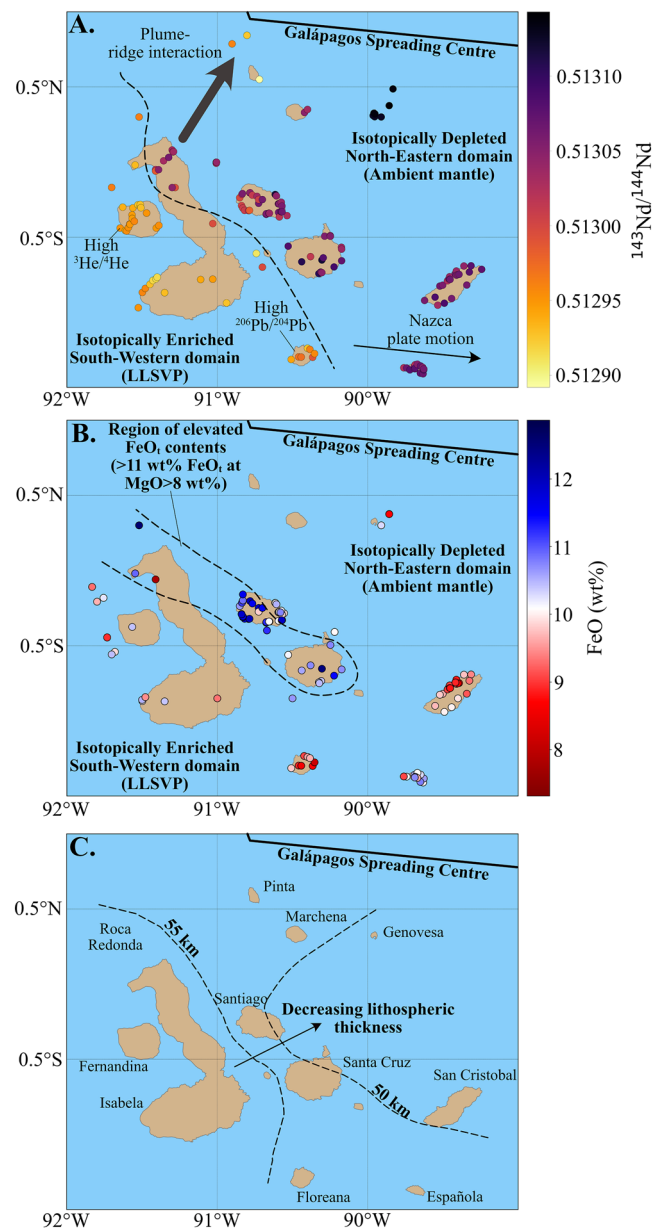 A.
Plume-
ridge interaction
Galápagos Spreading Centre
0.5°N
Isotopically Depleted
North-Eastern domain
(Ambient mantle)
0.5°S
High
³He/⁴He
High
²⁰⁶Pb/²⁰⁴Pb
Nazca
plate motion
Isotopically Enriched
South-Western domain
(LLSVP)
92°W
91°W
90°W
0.51310
0.51305
0.51300
0.51295
0.51290
¹⁴³Nd/¹⁴⁴Nd
B.
Region of elevated
FeOₜ contents
(>11 wt% FeOₜ at
MgO>8 wt%)
Galápagos Spreading Centre
0.5°N
Isotopically Depleted
North-Eastern domain
(Ambient mantle)
0.5°S
Isotopically Enriched
South-Western domain
(LLSVP)
92°W
91°W
90°W
12
11
10
9
8
FeO (wt%)
C.
Galápagos Spreading Centre
Pinta
0.5°N
Roca
Redonda
55 km
Marchena
Genovesa
Santiago
Decreasing lithospheric
thickness
0.5°S
Fernandina
Santa Cruz
San Cristobal
Isabela
50 km
Floreana
Española
92°W
91°W
90°W